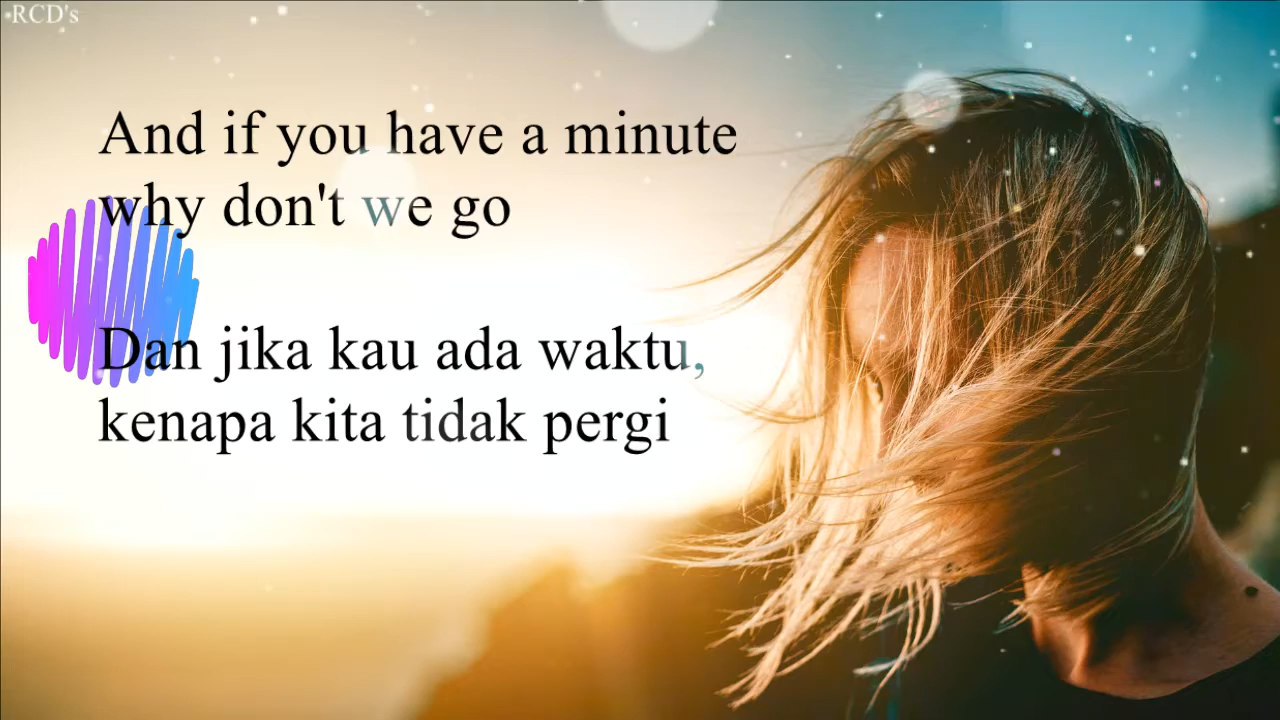 RCD's
And if you have a minute
why don't we go
Dan jika kau ada waktu,
kenapa kita tidak pergi